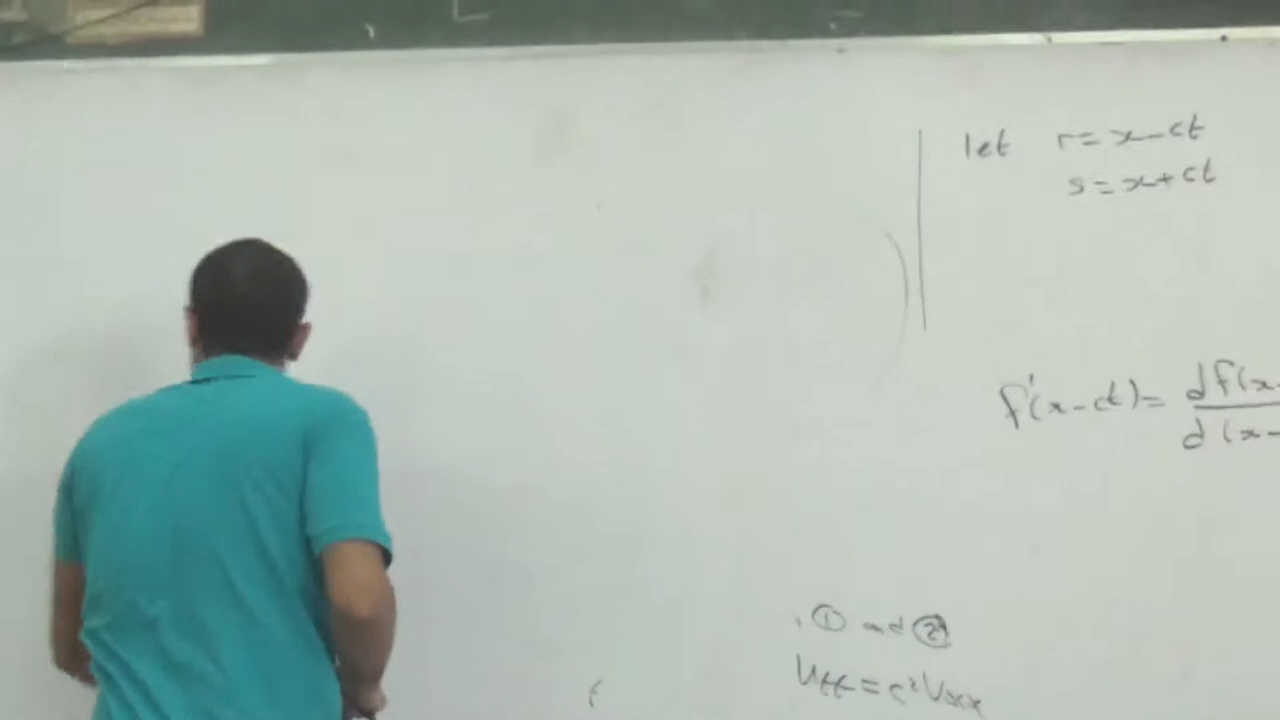 let r = x - ct
s = x + ct
f'(x - ct) = df(x-
d(x-
① and ②
Utt = c²Uxx